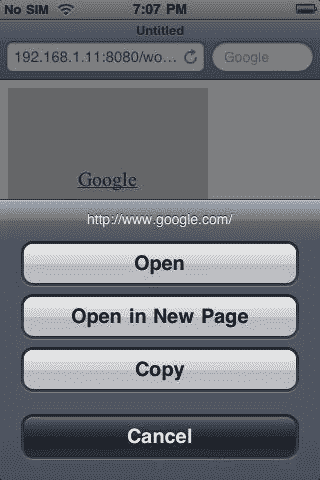 No SIM 7:07 PM
Untitled
192.168.1.11:8080/wo... Google
Google
http://www.google.com/
Open
Open in New Page
Copy
Cancel